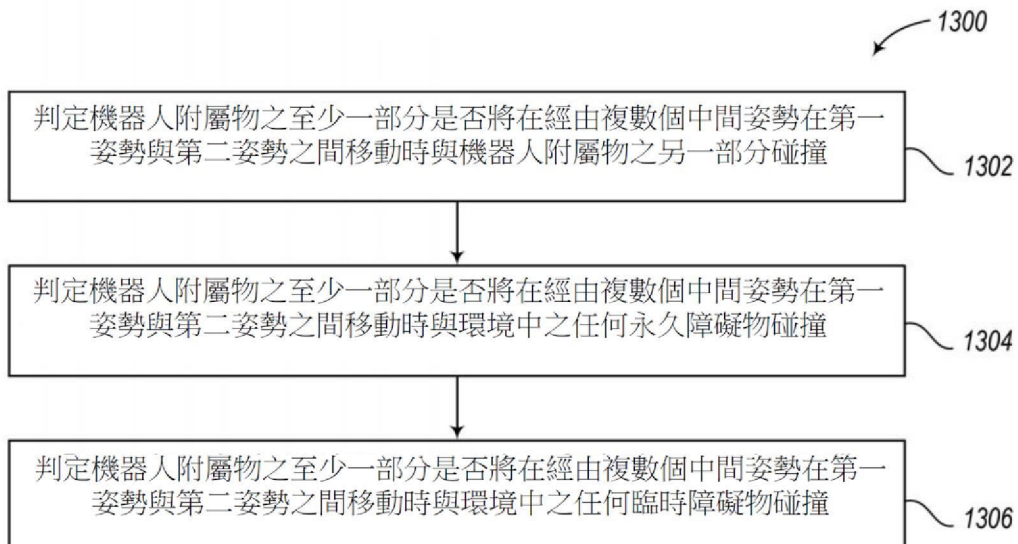 1300
判定機器人附屬物之至少一部分是否將在經由複數個中間姿勢在第一
姿勢與第二姿勢之間移動時與機器人附屬物之另一部分碰撞
1302
判定機器人附屬物之至少一部分是否將在經由複數個中間姿勢在第一
姿勢與第二姿勢之間移動時與環境中之任何永久障礙物碰撞
1304
判定機器人附屬物之至少一部分是否將在經由複數個中間姿勢在第一
姿勢與第二姿勢之間移動時與環境中之任何臨時障礙物碰撞
1306